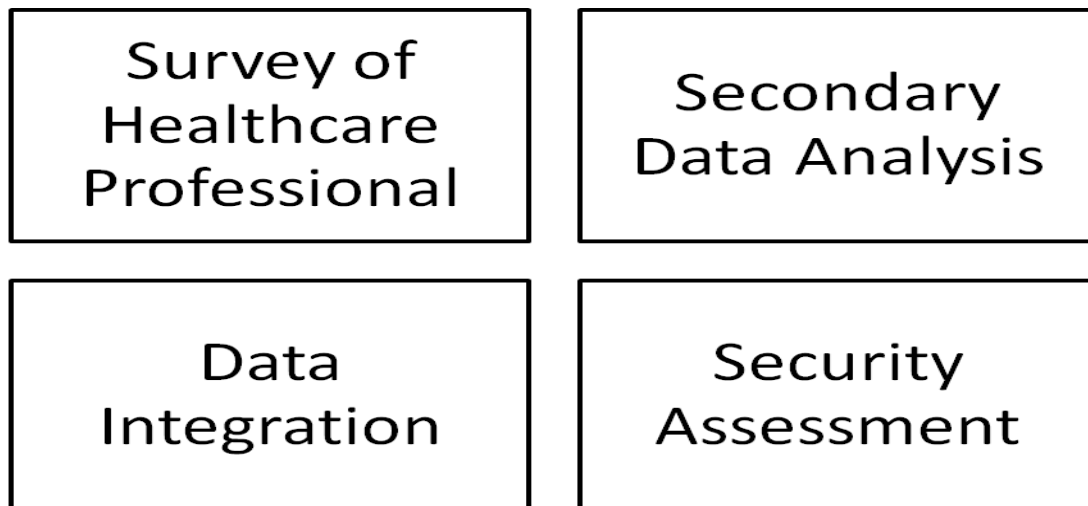 Survey of
Healthcare
Professional
Secondary
Data Analysis
Data
Integration
Security
Assessment